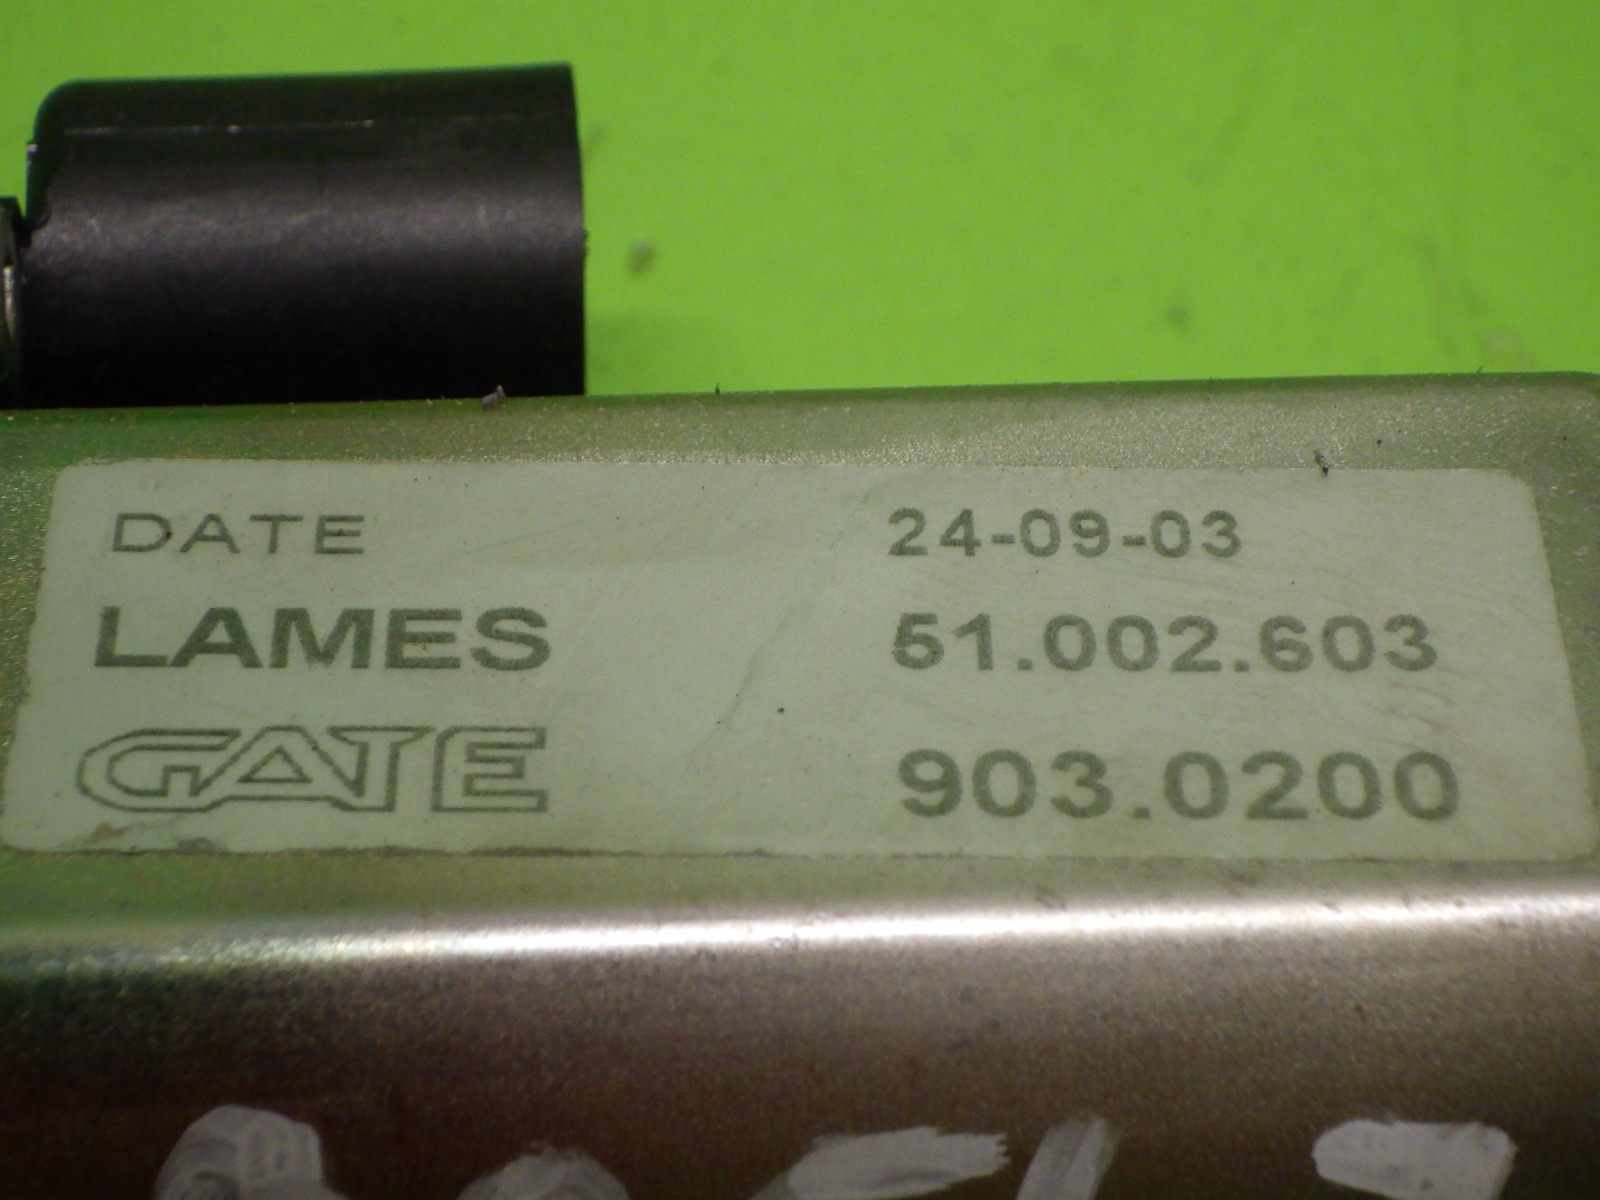 DATE 24-09-03
LAMES 51.002.603
GATE 903.0200